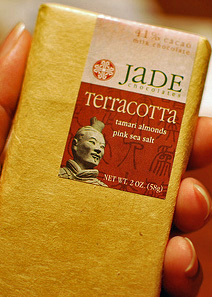 41% cacao
milk chocolate
JADE
chocolates
TERRACOTTA
tamari almonds
pink sea salt
NET WT. 2 OZ. (58g)